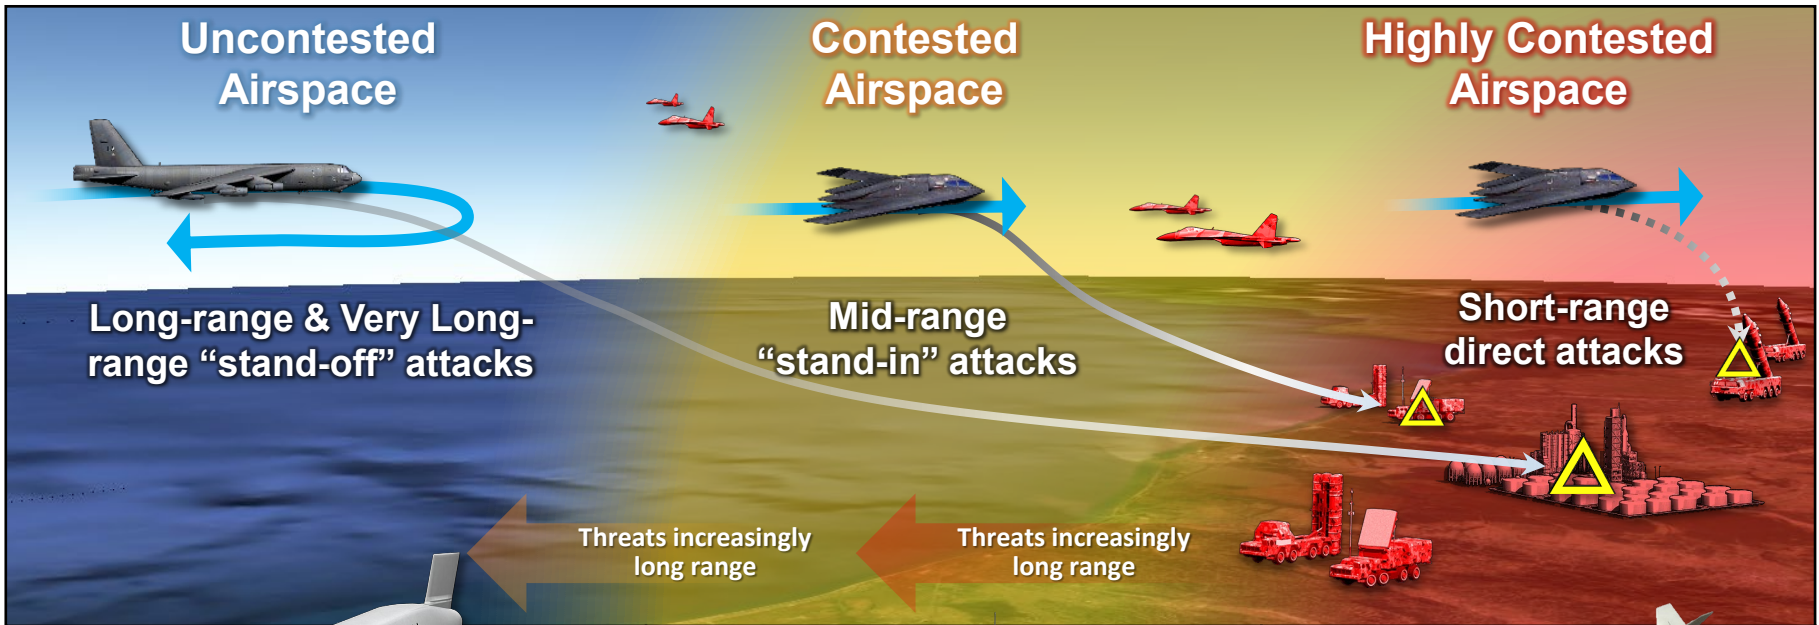 Uncontested
Airspace
Contested
Airspace
Highly Contested
Airspace
Long-range & Very Long-
range “stand-off” attacks
Mid-range
“stand-in” attacks
Short-range
direct attacks
Threats increasingly
long range
Threats increasingly
long range